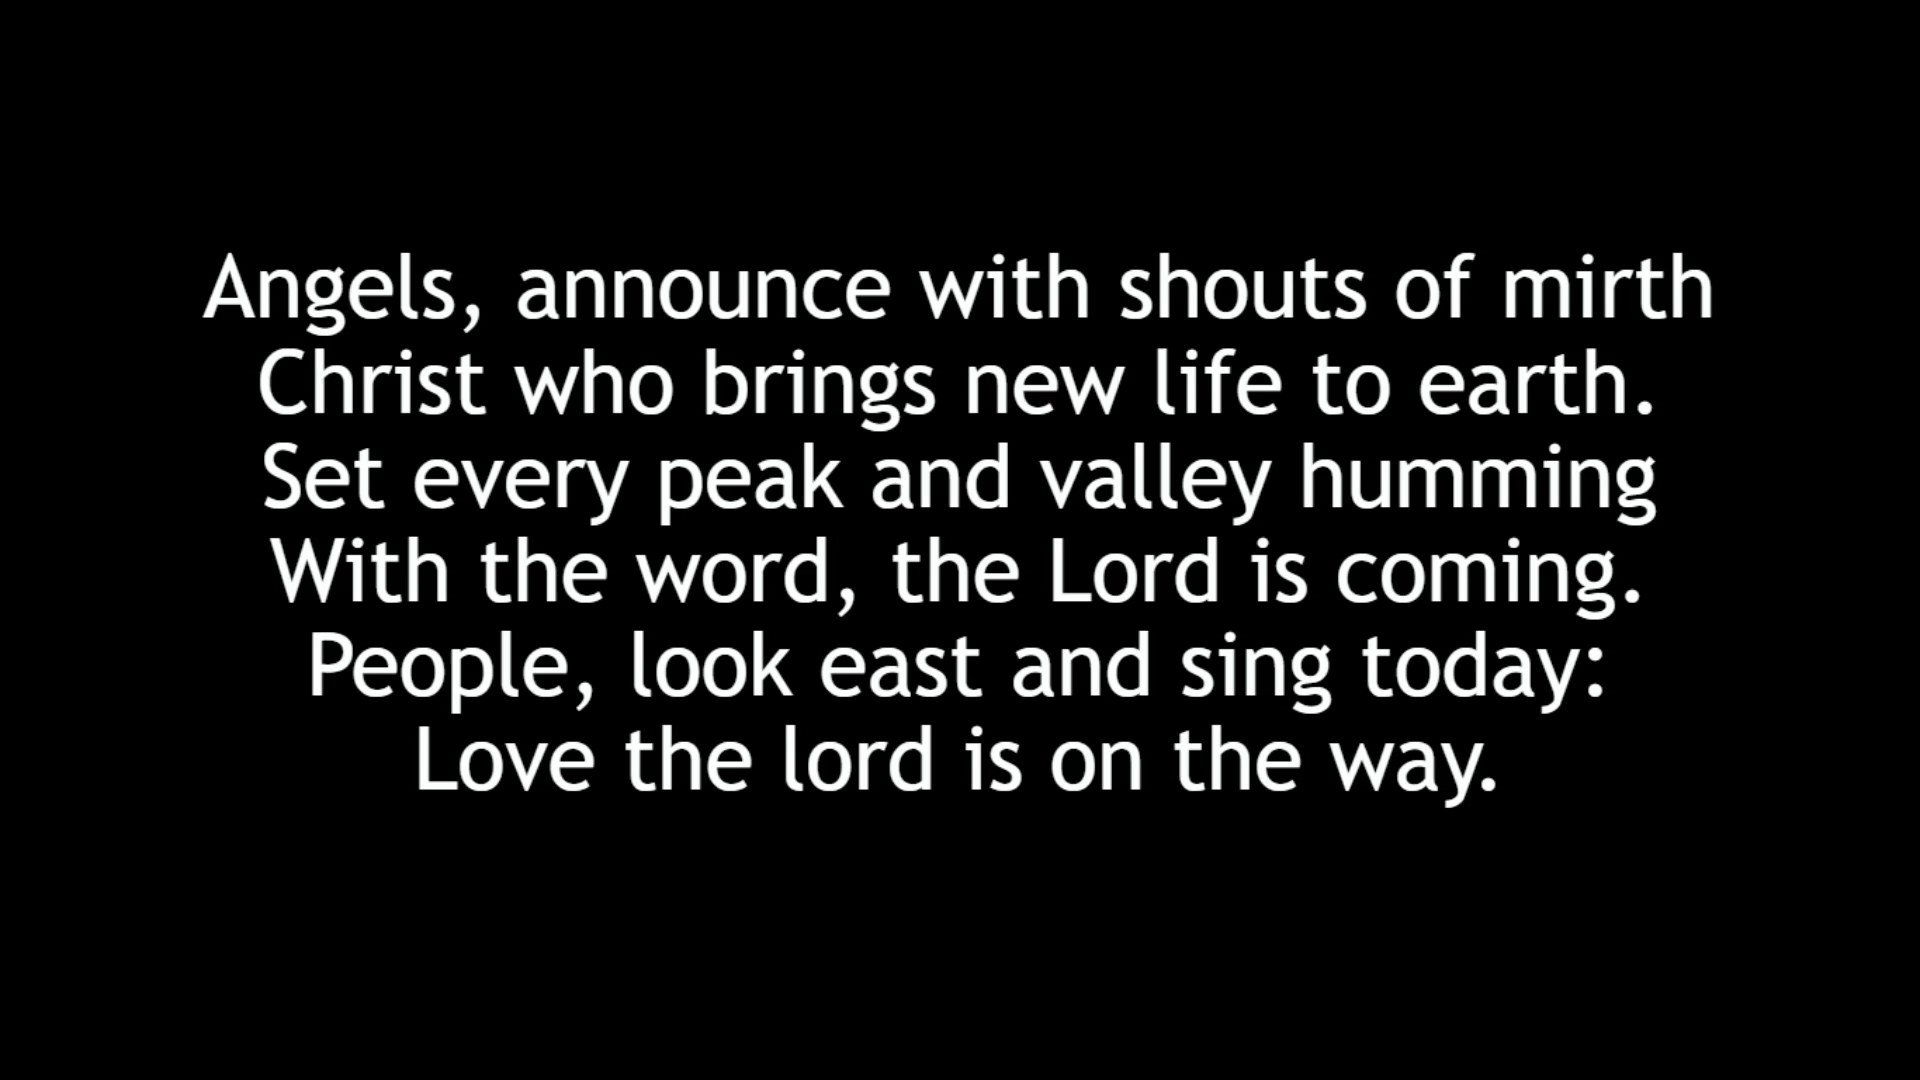 Angels, announce with shouts of mirth
Christ who brings new life to earth.
Set every peak and valley humming
With the word, the Lord is coming.
People, look east and sing today:
Love the lord is on the way.